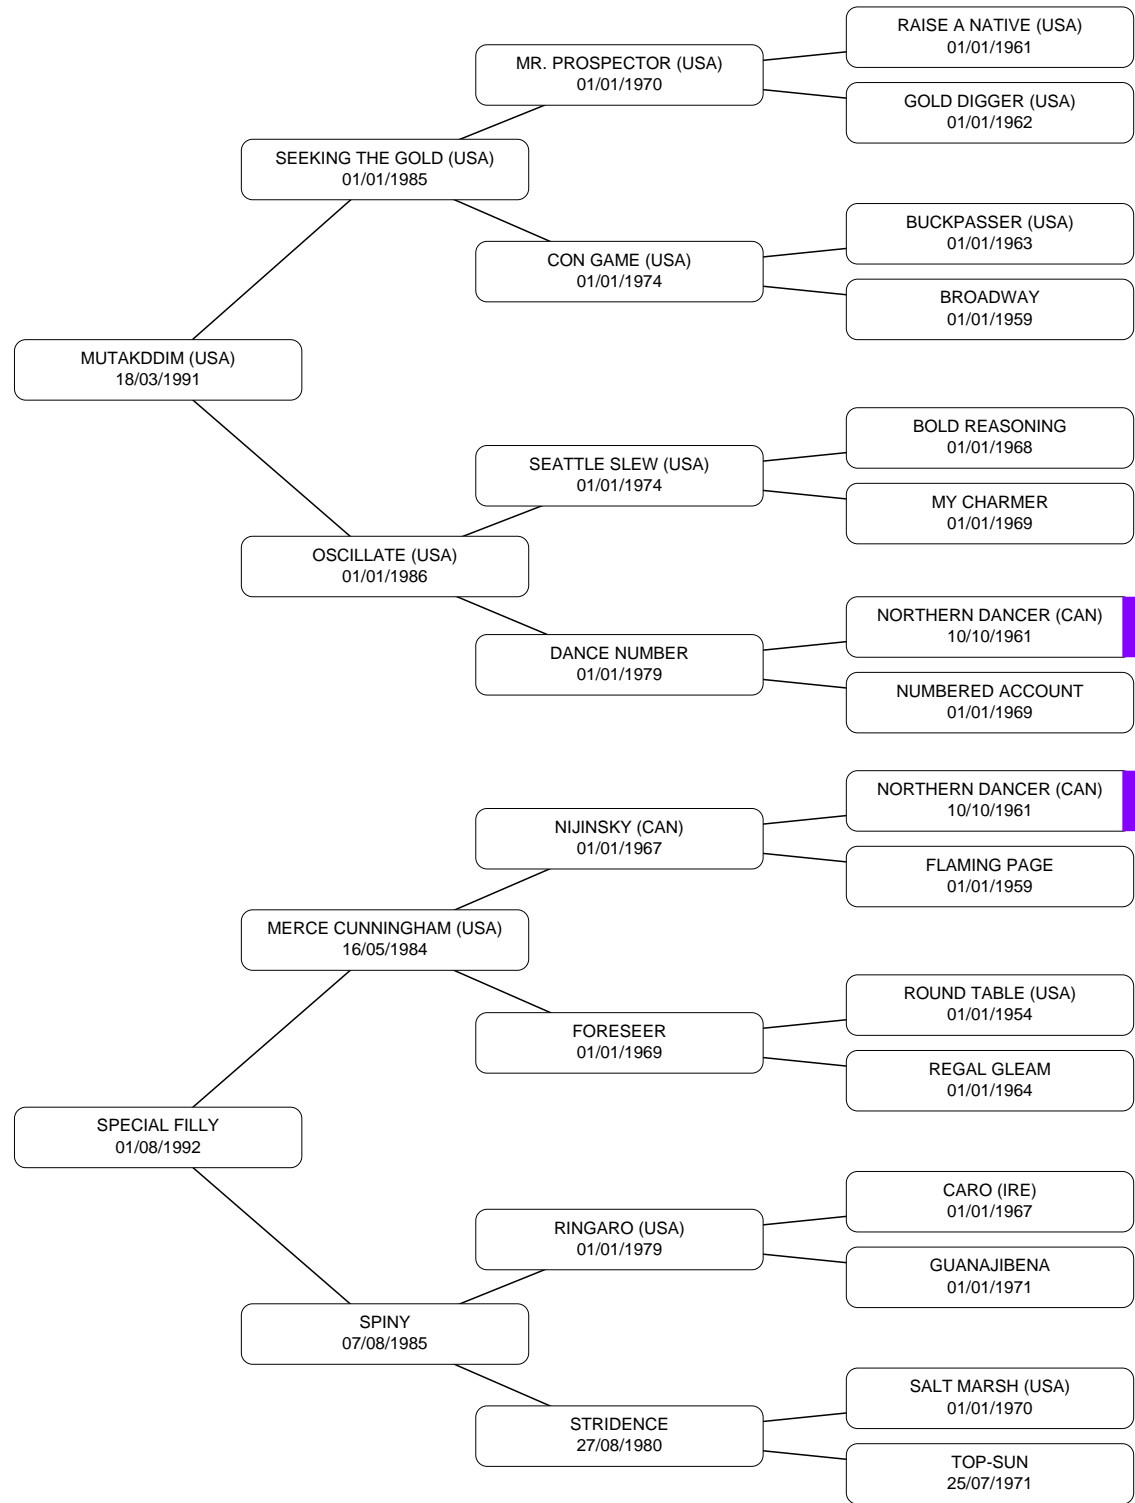 RAISE A NATIVE (USA)
01/01/1961
MR. PROSPECTOR (USA)
01/01/1970
GOLD DIGGER (USA)
01/01/1962
SEEKING THE GOLD (USA)
01/01/1985
BUCKPASSER (USA)
01/01/1963
CON GAME (USA)
01/01/1974
BROADWAY
01/01/1959
MUTAKDDIM (USA)
18/03/1991
BOLD REASONING
01/01/1968
SEATTLE SLEW (USA)
01/01/1974
MY CHARMER
01/01/1969
OSCILLATE (USA)
01/01/1986
NORTHERN DANCER (CAN)
10/10/1961
DANCE NUMBER
01/01/1979
NUMBERED ACCOUNT
01/01/1969
NORTHERN DANCER (CAN)
10/10/1961
NIJINSKY (CAN)
01/01/1967
FLAMING PAGE
01/01/1959
MERCE CUNNINGHAM (USA)
16/05/1984
ROUND TABLE (USA)
01/01/1954
FORESEER
01/01/1969
REGAL GLEAM
01/01/1964
SPECIAL FILLY
01/08/1992
CARO (IRE)
01/01/1967
RINGARO (USA)
01/01/1979
GUANAJIBENA
01/01/1971
SPINY
07/08/1985
SALT MARSH (USA)
01/01/1970
STRIDENCE
27/08/1980
TOP-SUN
25/07/1971